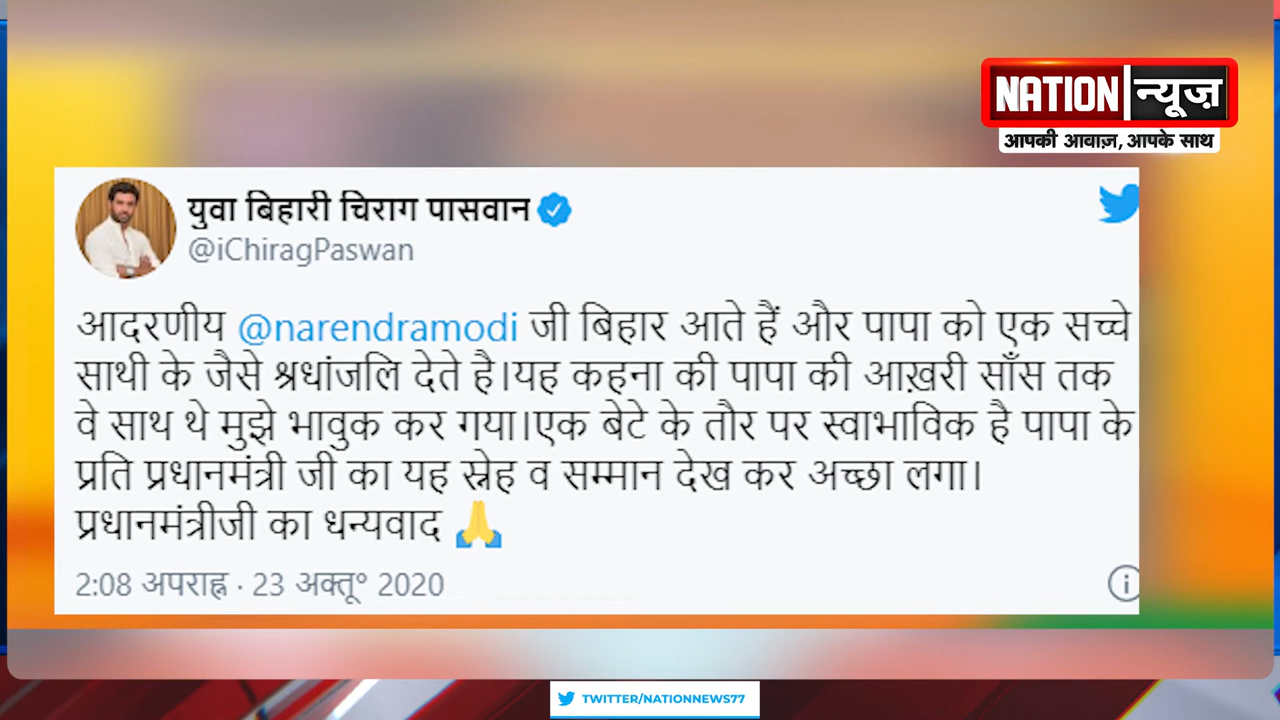 NATION न्यूज़
आपकी आवाज़, आपके साथ
युवा बिहारी चिराग पासवान
@iChiragPaswan
आदरणीय @narendramodi जी बिहार आते हैं और पापा को एक सच्चे
साथी के जैसे श्रधांजलि देते है।यह कहना की पापा की आख़री साँस तक
वे साथ थे मुझे भावुक कर गया।एक बेटे के तौर पर स्वाभाविक है पापा के
प्रति प्रधानमंत्री जी का यह स्नेह व सम्मान देख कर अच्छा लगा।
प्रधानमंत्रीजी का धन्यवाद 🙏
2:08 अपराह्न · 23 अक्तू॰ 2020
TWITTER/NATIONNEWS77